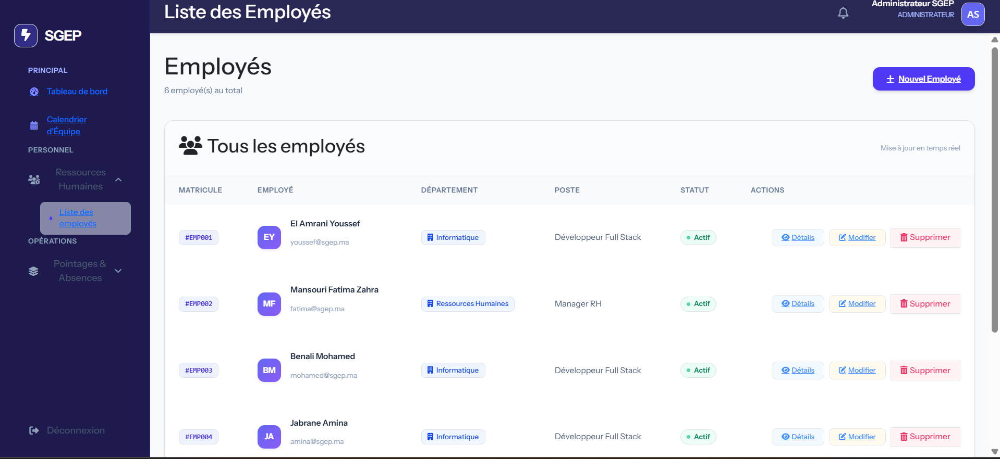 SGEP
PRINCIPAL
Tableau de bord
Calendrier
d'Équipe
PERSONNEL
Ressources
Humaines
Liste des
employés
OPÉRATIONS
Pointages &
Absences
Déconnexion
Liste des Employés
Administrateur SGEP
ADMINISTRATEUR
AS
Employés
6 employé(s) au total
Nouvel Employé
Tous les employés
Mise à jour en temps réel
MATRICULE EMPLOYÉ DÉPARTEMENT POSTE STATUT ACTIONS
#EMP001 EY El Amrani Youssef
youssef@sgep.ma
Informatique Développeur Full Stack Actif Détails Modifier Supprimer
#EMP002 MF Mansouri Fatima Zahra
fatima@sgep.ma
Ressources Humaines Manager RH Actif Détails Modifier Supprimer
#EMP003 BM Benali Mohamed
mohamed@sgep.ma
Informatique Développeur Full Stack Actif Détails Modifier Supprimer
#EMP004 JA Jabrane Amina
amina@sgep.ma
Informatique Développeur Full Stack Actif Détails Modifier Supprimer